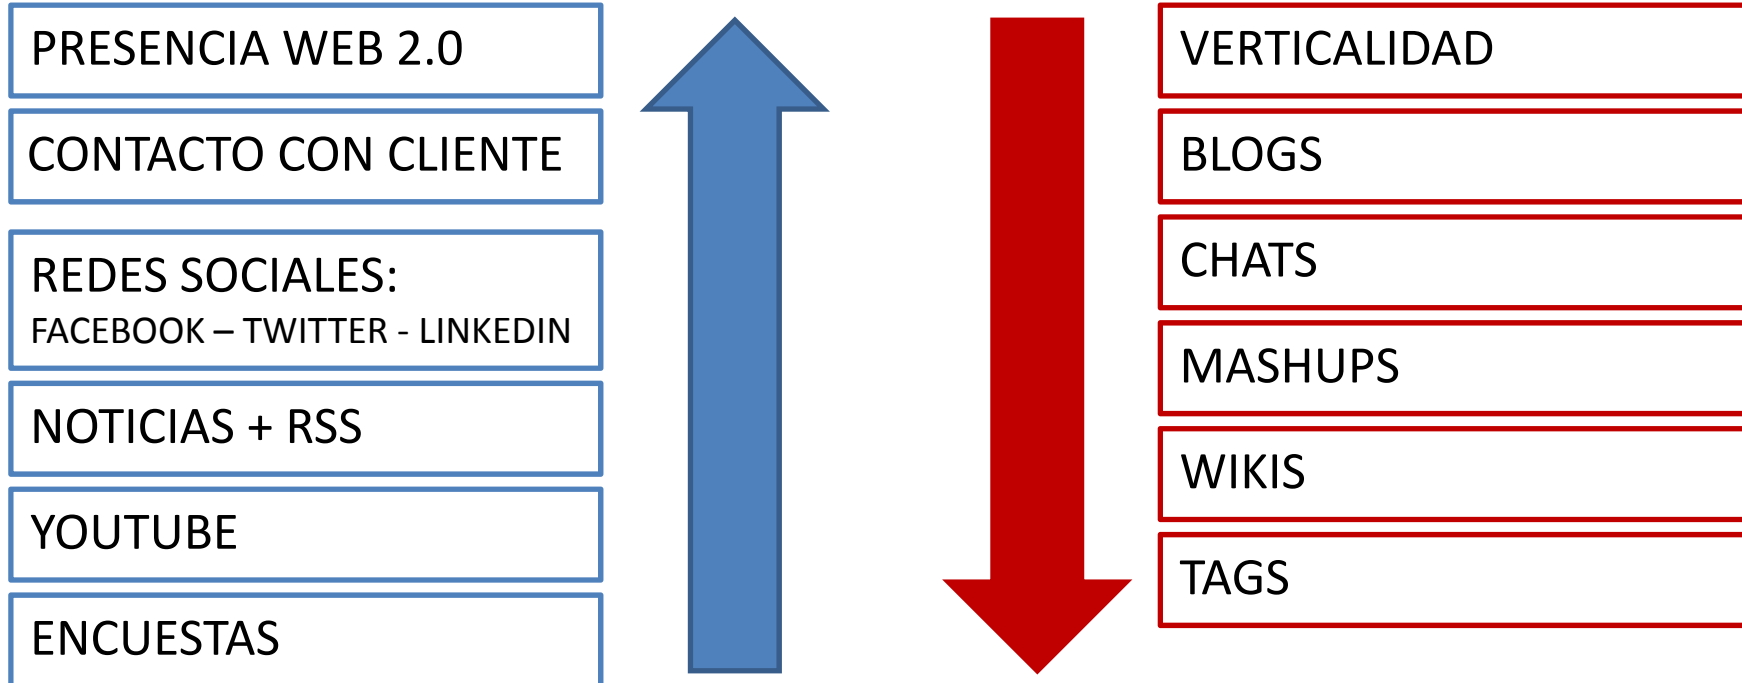 PRESENCIA WEB 2.0
CONTACTO CON CLIENTE
REDES SOCIALES:
FACEBOOK – TWITTER - LINKEDIN
NOTICIAS + RSS
YOUTUBE
ENCUESTAS
VERTICALIDAD
BLOGS
CHATS
MASHUPS
WIKIS
TAGS